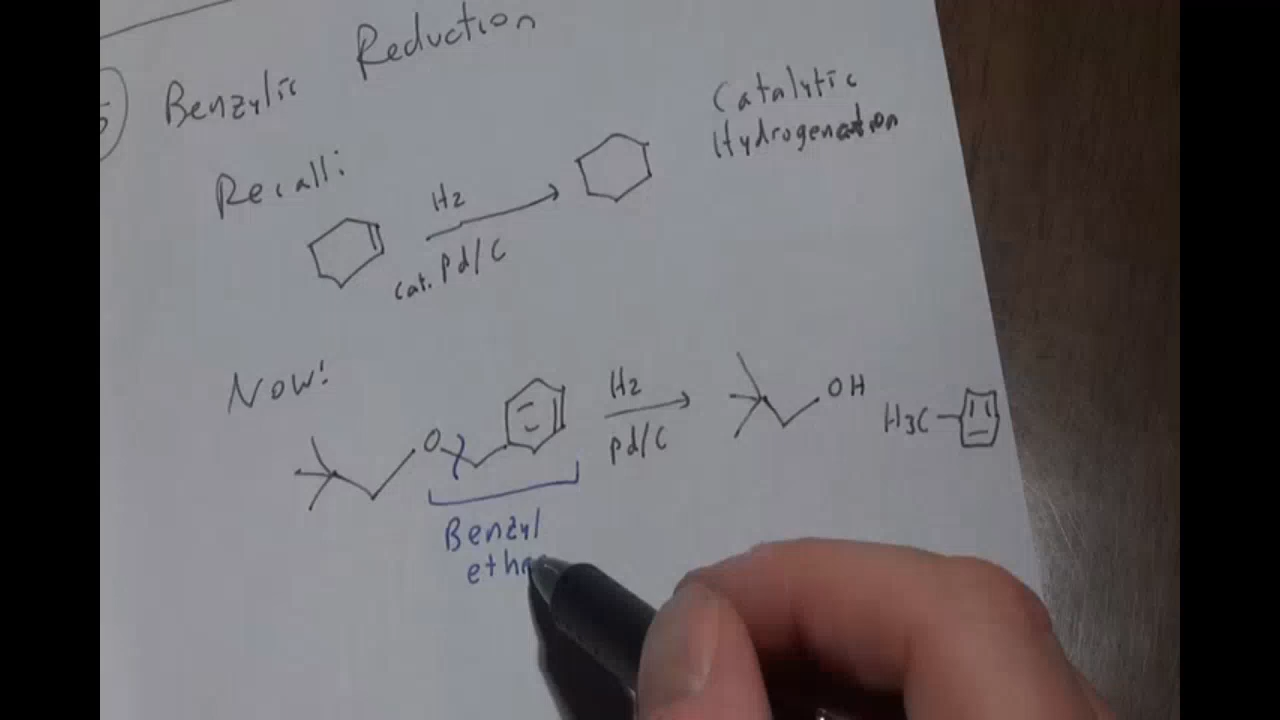 5
Benzylic Reduction
Recall:
H2
cat. Pd/C
Catalytic
Hydrogenation
Now!
O
H2
pd/C
OH
H3C
Benzyl